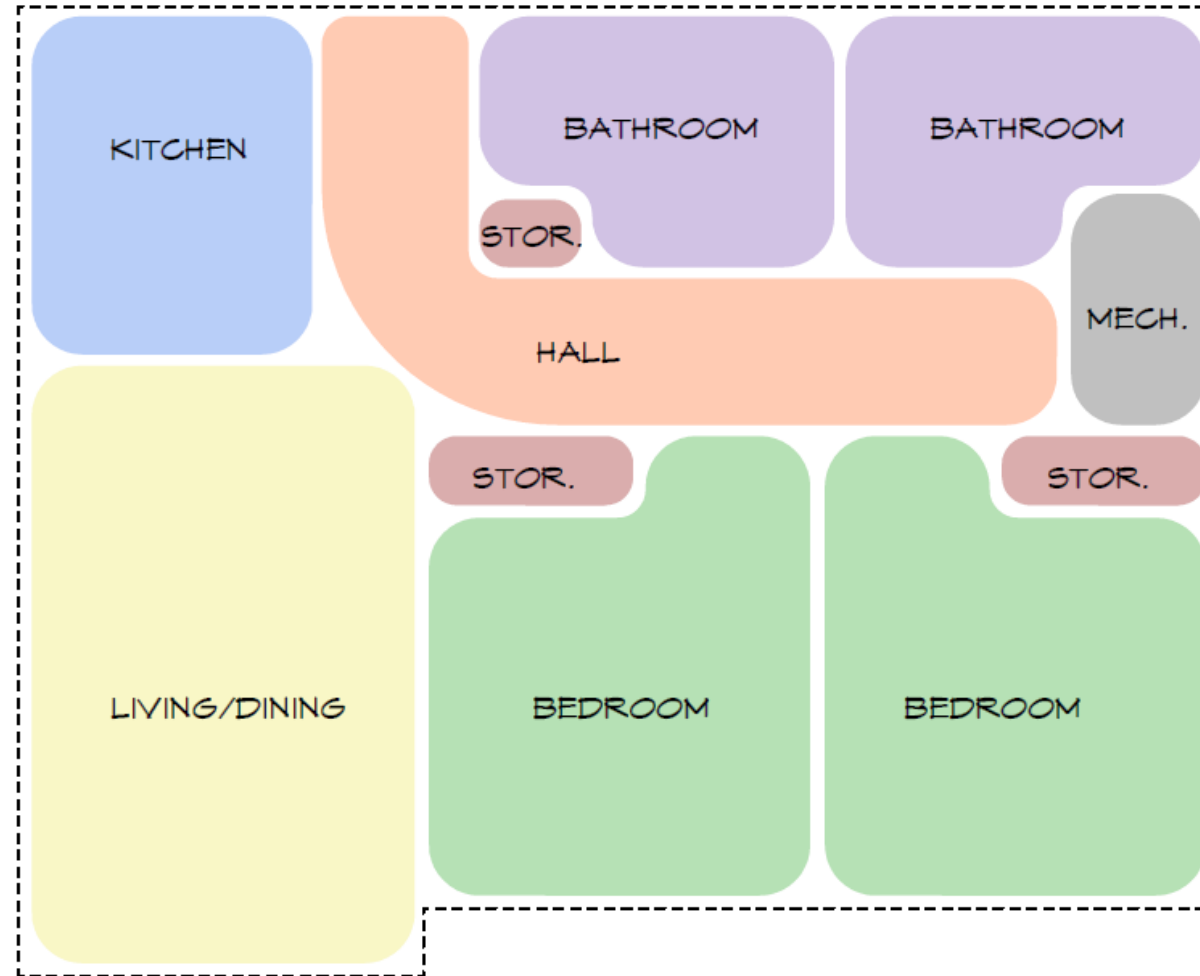 BATHROOM
BATHROOM
KITCHEN
STOR.
MECH.
HALL
STOR.
STOR.
LIVING/DINING
BEDROOM
BEDROOM